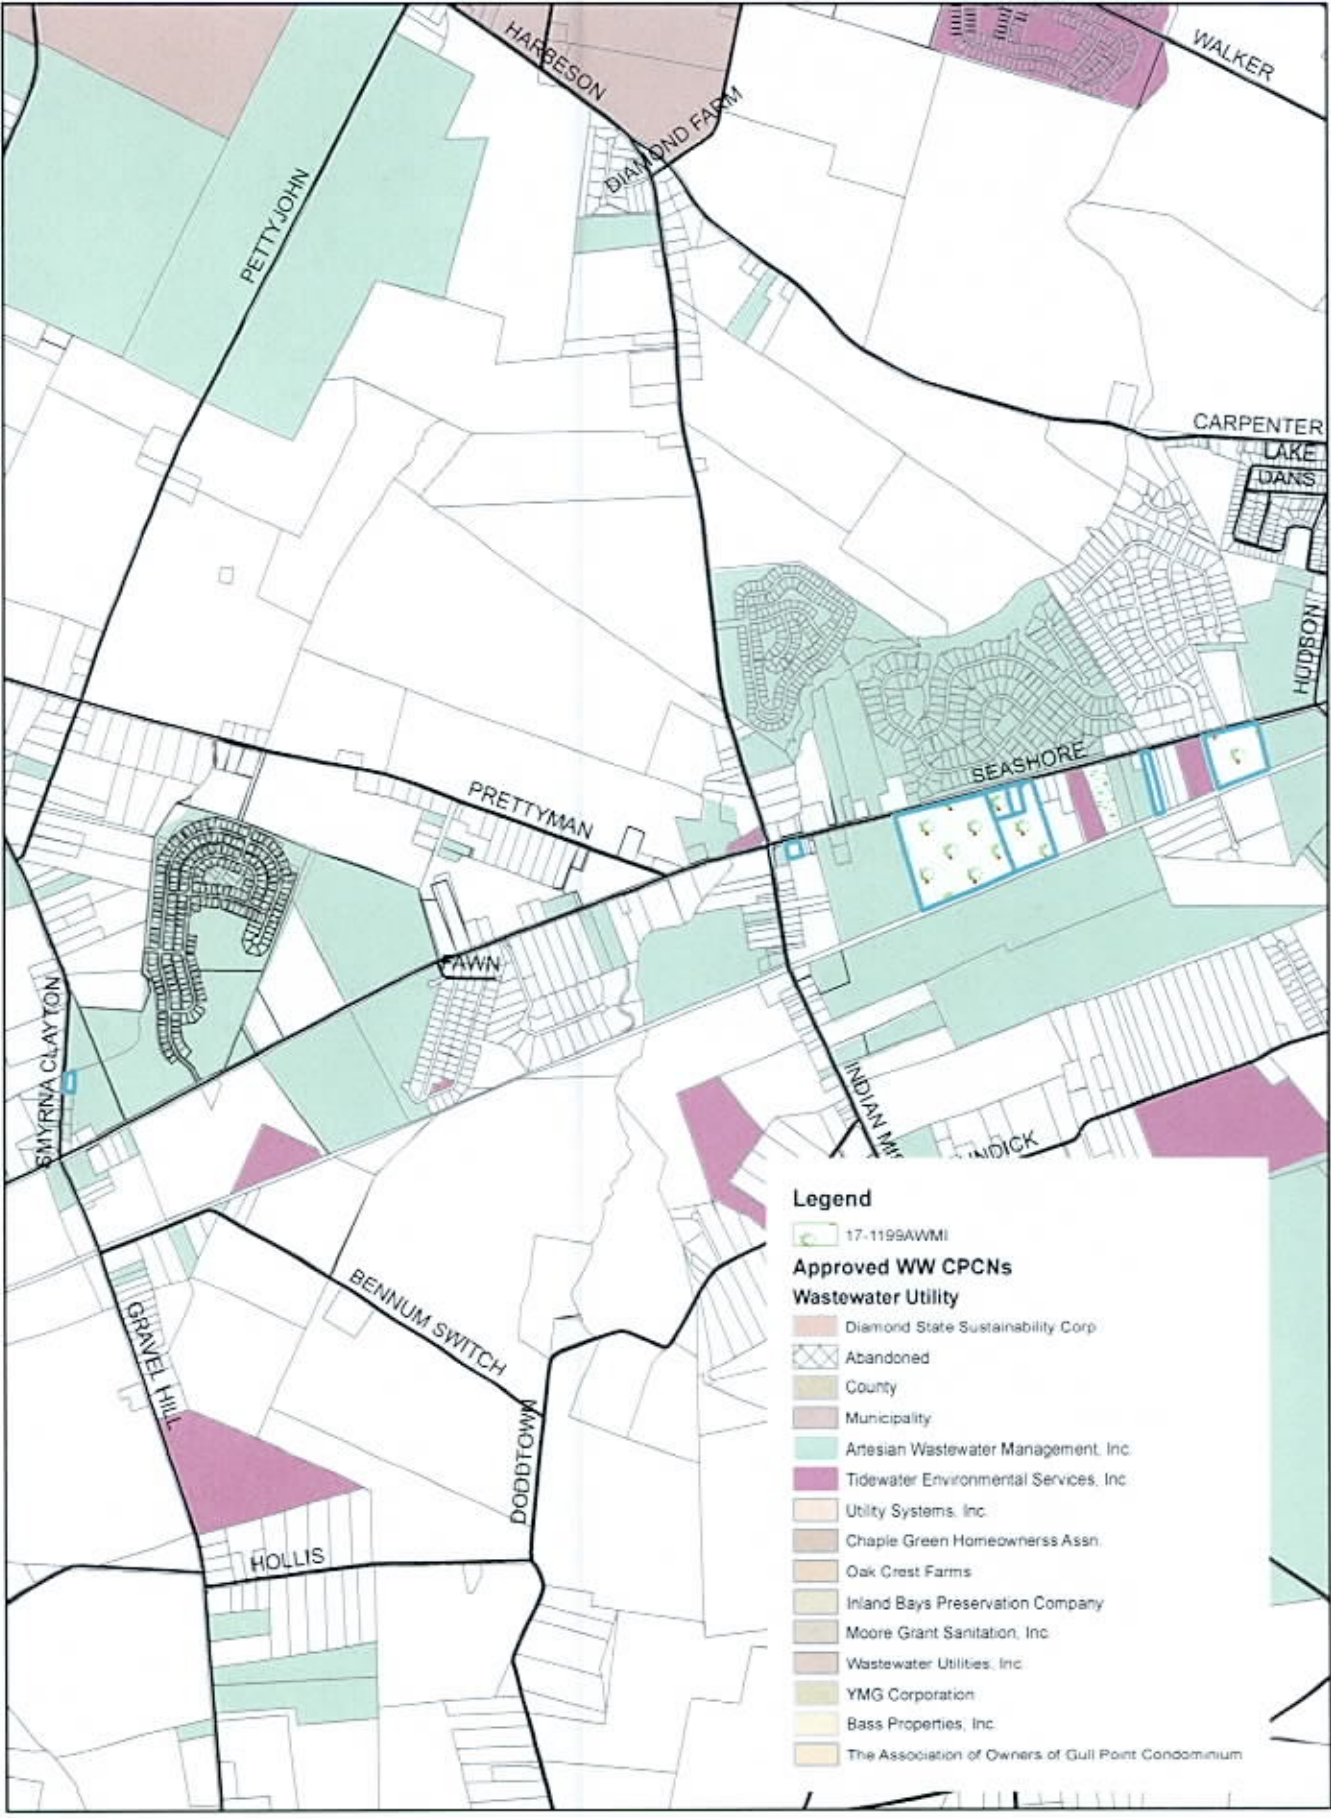 HARBESON
WALKER
DIAMOND FARM
PETTYJOHN
CARPENTER
LAKE
DANS
HUDSON
SEASHORE
PRETTYMAN
FAWN
SMYRNA CLAYTON
INDIAN MIS
UNDICK
BENNUM SWITCH
GRAVEL HILL
DODDTOWN
HOLLIS
Legend
17-1199AWMI
Approved WW CPCNs
Wastewater Utility
Diamond State Sustainability Corp
Abandoned
County
Municipality
Artesian Wastewater Management, Inc
Tidewater Environmental Services, Inc
Utility Systems, Inc.
Chaple Green Homeownerss Assn.
Oak Crest Farms
Inland Bays Preservation Company
Moore Grant Sanitation, Inc
Wastewater Utilities, Inc
YMG Corporation
Bass Properties, Inc.
The Association of Owners of Gull Point Condominium